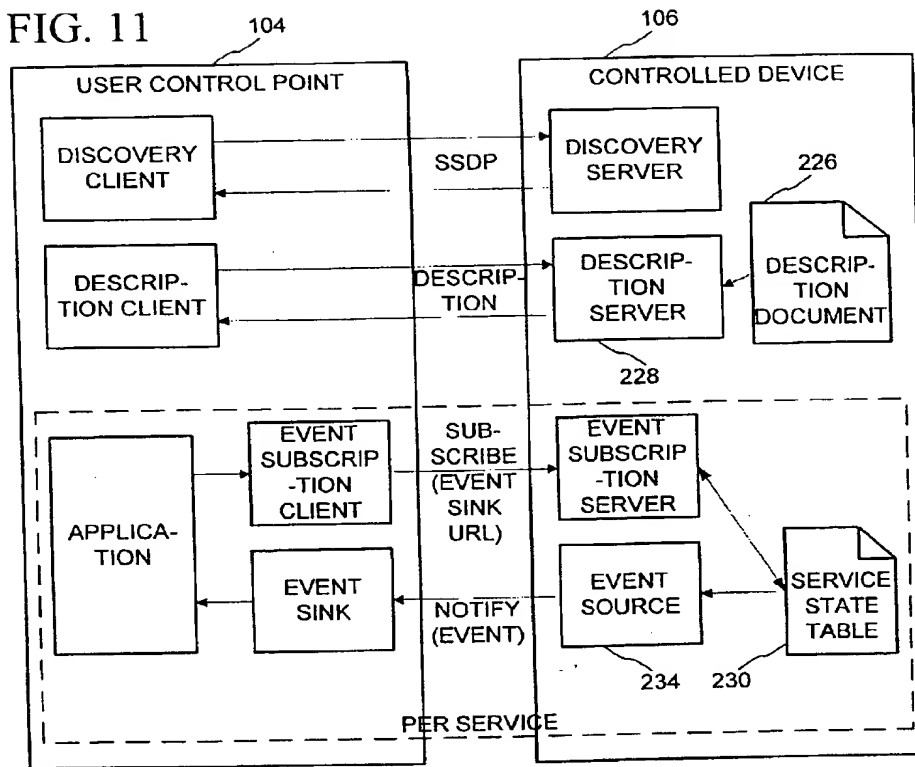 FIG. 11
104
106
USER CONTROL POINT
CONTROLLED DEVICE
DISCOVERY
CLIENT
SSDP
DISCOVERY
SERVER
226
DESCRIP-
TION CLIENT
DESCRIP-
TION
DESCRIP-
TION
SERVER
DESCRIP-
TION
DOCUMENT
228
APPLICA-
TION
EVENT
SUBSCRIP
-TION
CLIENT
SUB-
SCRIBE
(EVENT
SINK
URL)
EVENT
SUBSCRIP
-TION
SERVER
EVENT
SINK
NOTIFY
(EVENT)
EVENT
SOURCE
SERVICE
STATE
TABLE
234
230
PER SERVICE